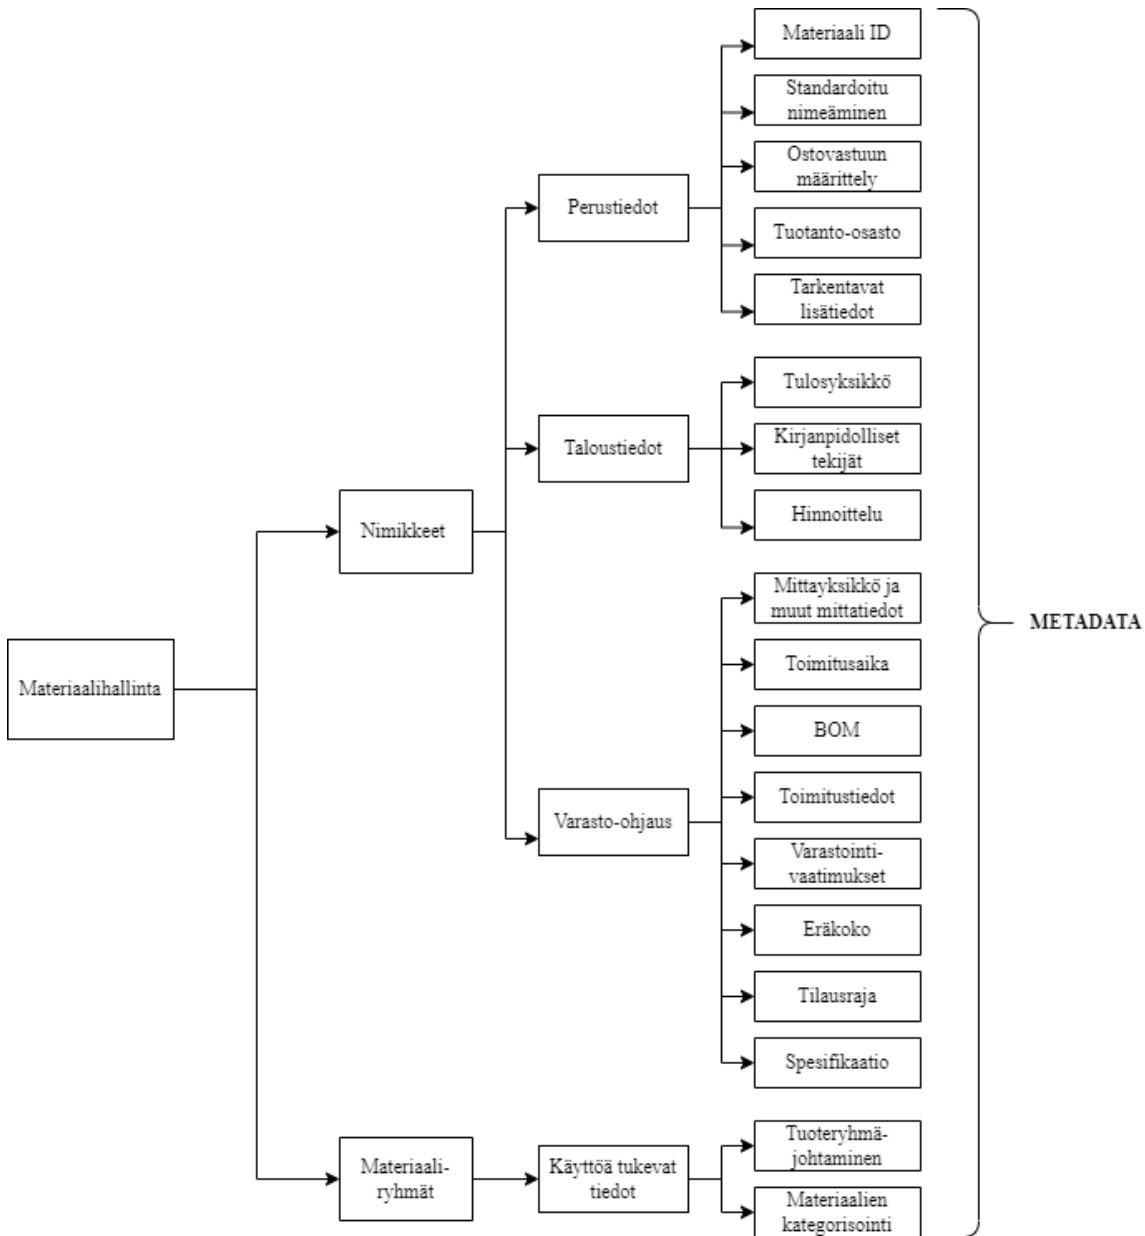 Materiaali ID
Standardoitu
nimeäminen
Ostovastuun
määrittely
Perustiedot
Tuotanto-osasto
Tarkentavat
lisätiedot
Tulosyksikkö
Taloustiedot
Kirjanpidolliset
tekijät
Hinnoittelu
Nimikkeet
Mittayksikkö ja
muut mittatiedot
METADATA
Materiaalihallinta
Toimitusaika
BOM
Toimitustiedot
Varasto-ohjaus
Varastointi-
vaatimukset
Eräkoko
Tilausraja
Spesifikaatio
Materiaali-
ryhmät
Käyttöä tukevat
tiedot
Tuoteryhmä-
johtaminen
Materiaalien
kategorisointi